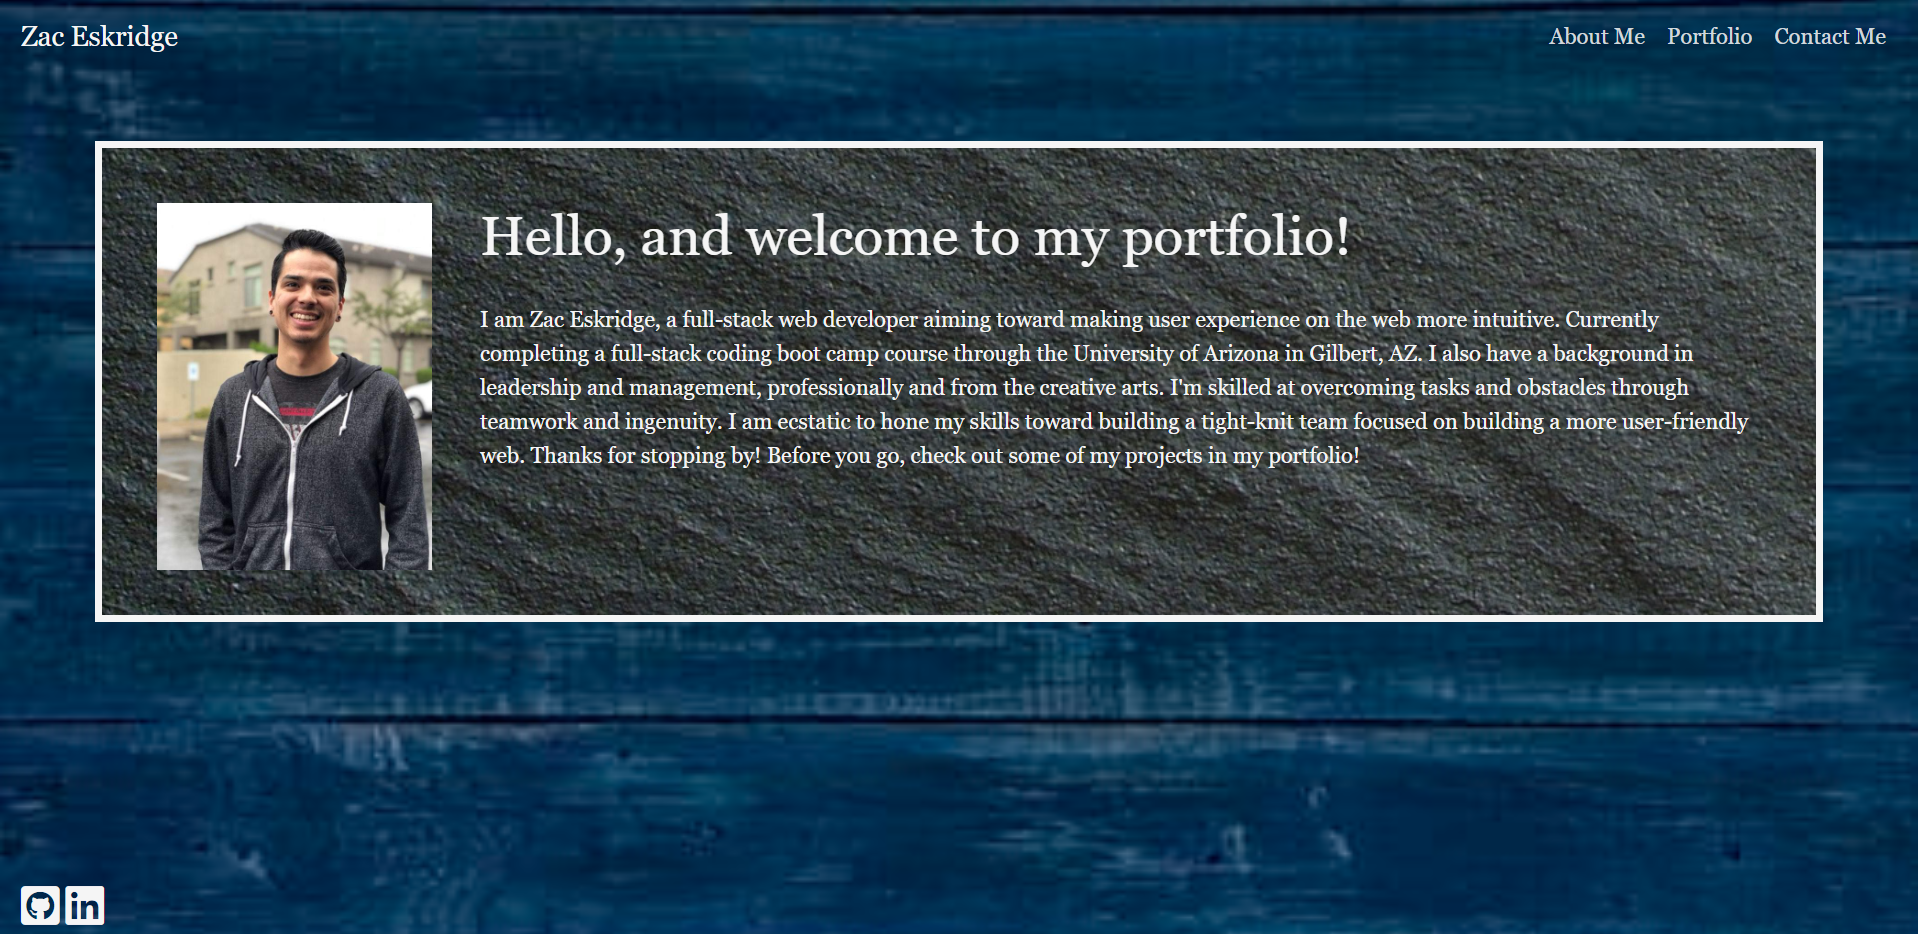 Zac Eskridge
About Me Portfolio Contact Me
Hello, and welcome to my portfolio!
I am Zac Eskridge, a full-stack web developer aiming toward making user experience on the web more intuitive. Currently
completing a full-stack coding boot camp course through the University of Arizona in Gilbert, AZ. I also have a background in
leadership and management, professionally and from the creative arts. I'm skilled at overcoming tasks and obstacles through
teamwork and ingenuity. I am ecstatic to hone my skills toward building a tight-knit team focused on building a more user-friendly
web. Thanks for stopping by! Before you go, check out some of my projects in my portfolio!
in